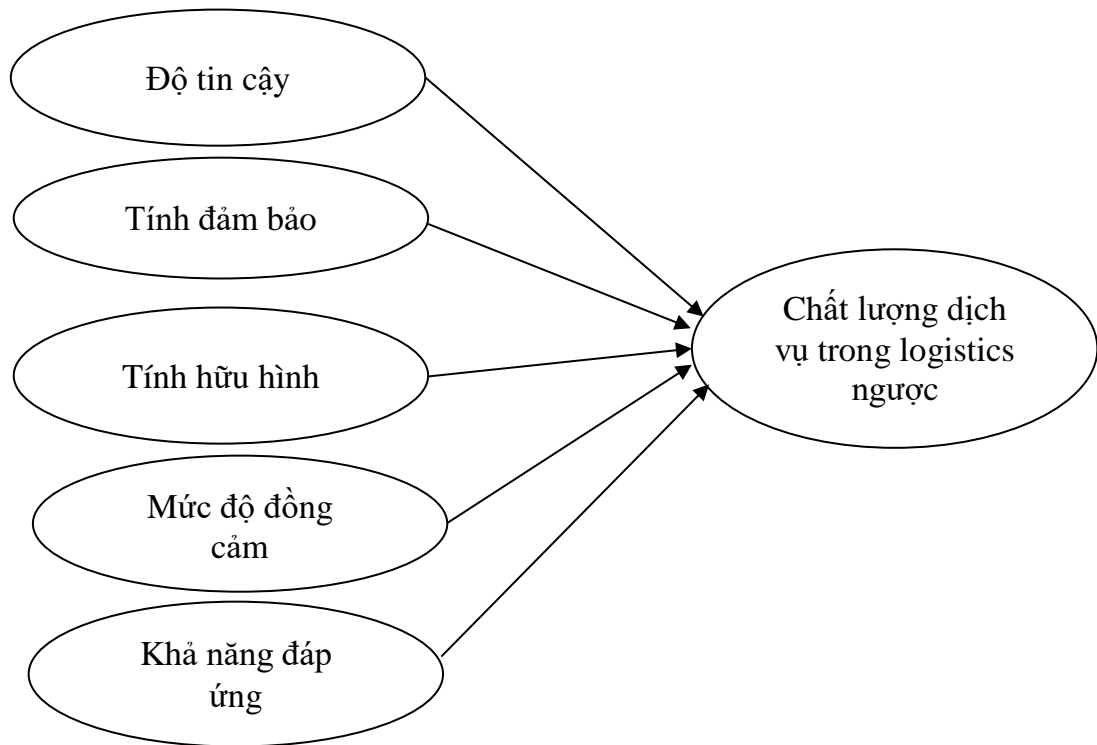 Độ tin cậy
Tính đảm bảo
Tính hữu hình
Mức độ đồng
cảm
Khả năng đáp
ứng
Chất lượng dịch
vụ trong logistics
ngược